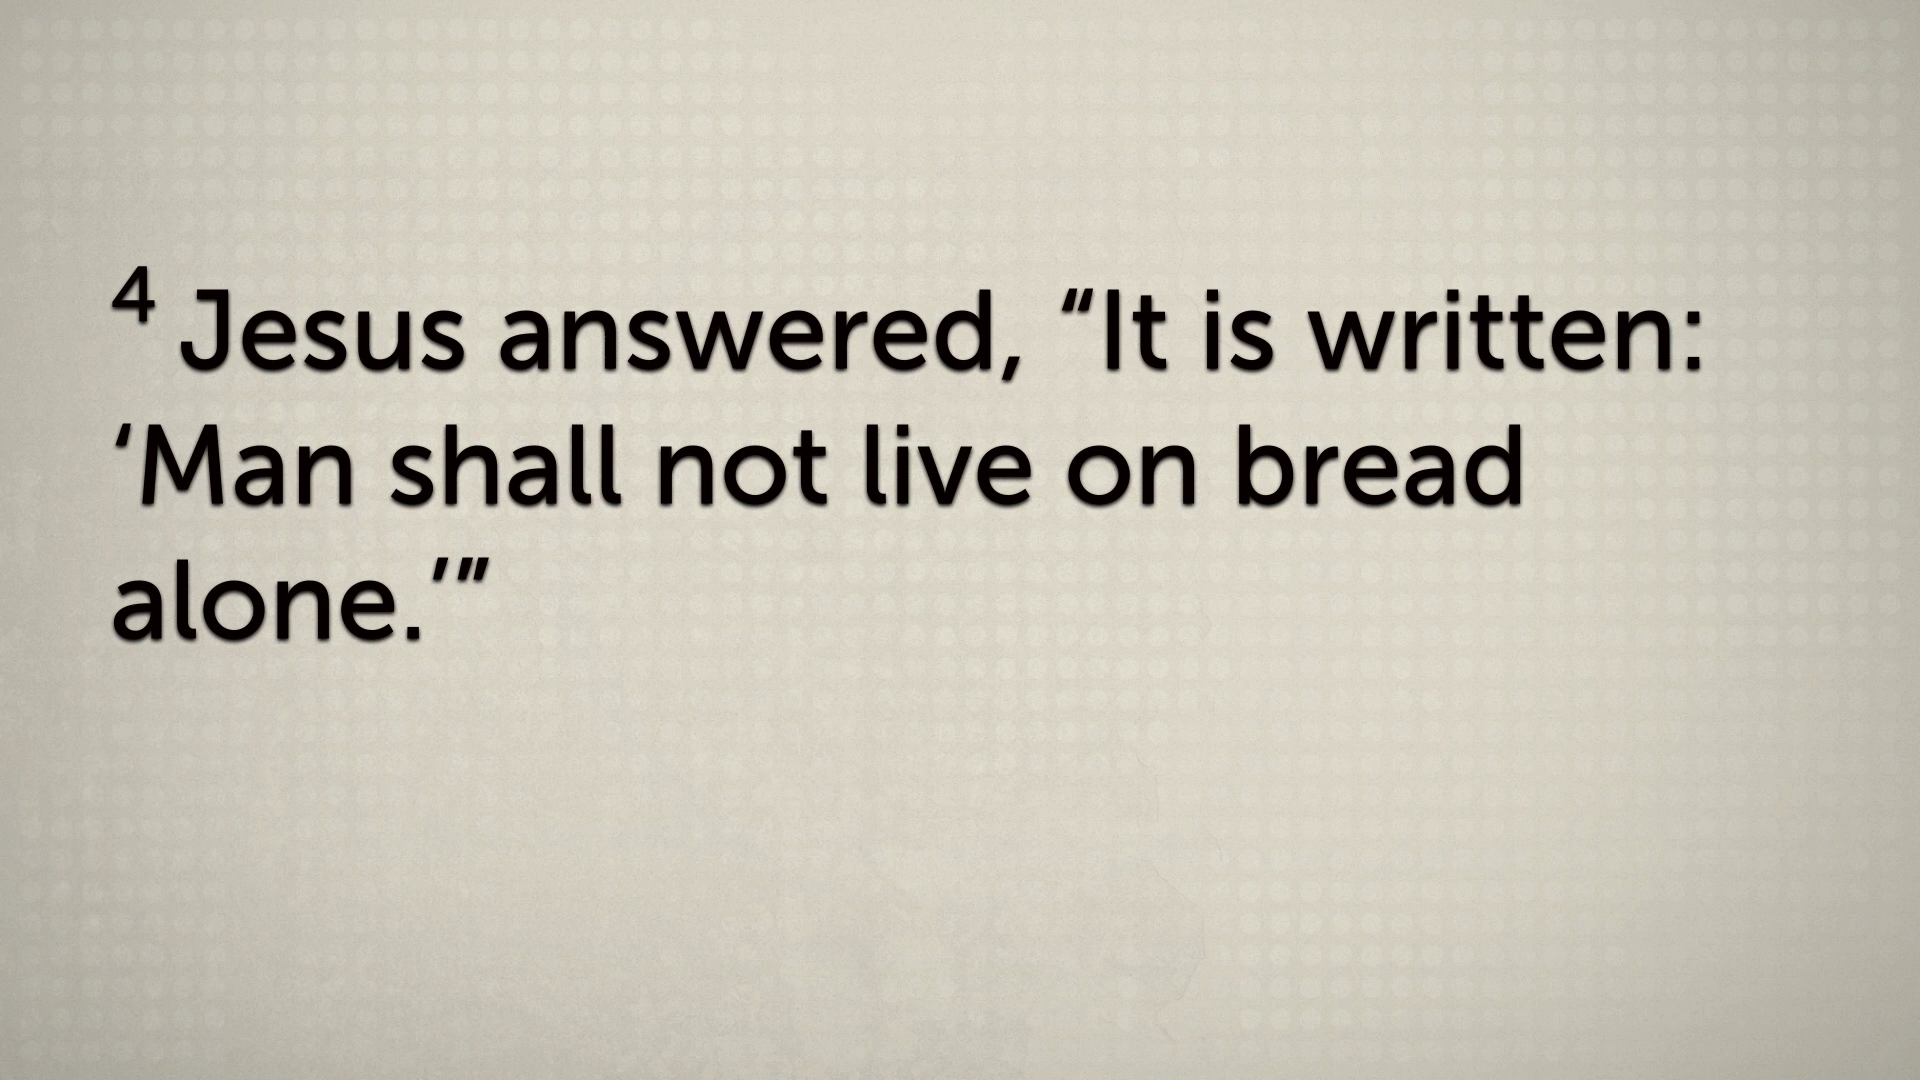 4 Jesus answered, “It is written:
‘Man shall not live on bread
alone.’”